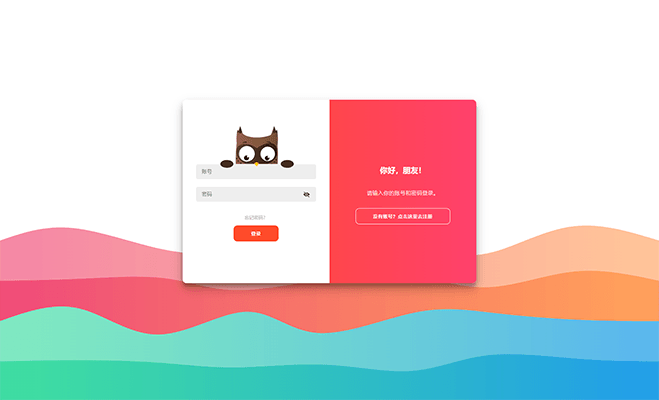 账号
密码
忘记密码?
登录
你好,朋友!
请输入你的账号和密码登录。
没有账号?点击这里去注册